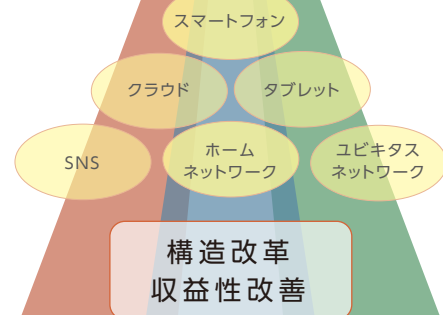 スマートフォン
クラウド
タブレット
SNS
ホーム
ネットワーク
ユビキタス
ネットワーク
構造改革
収益性改善